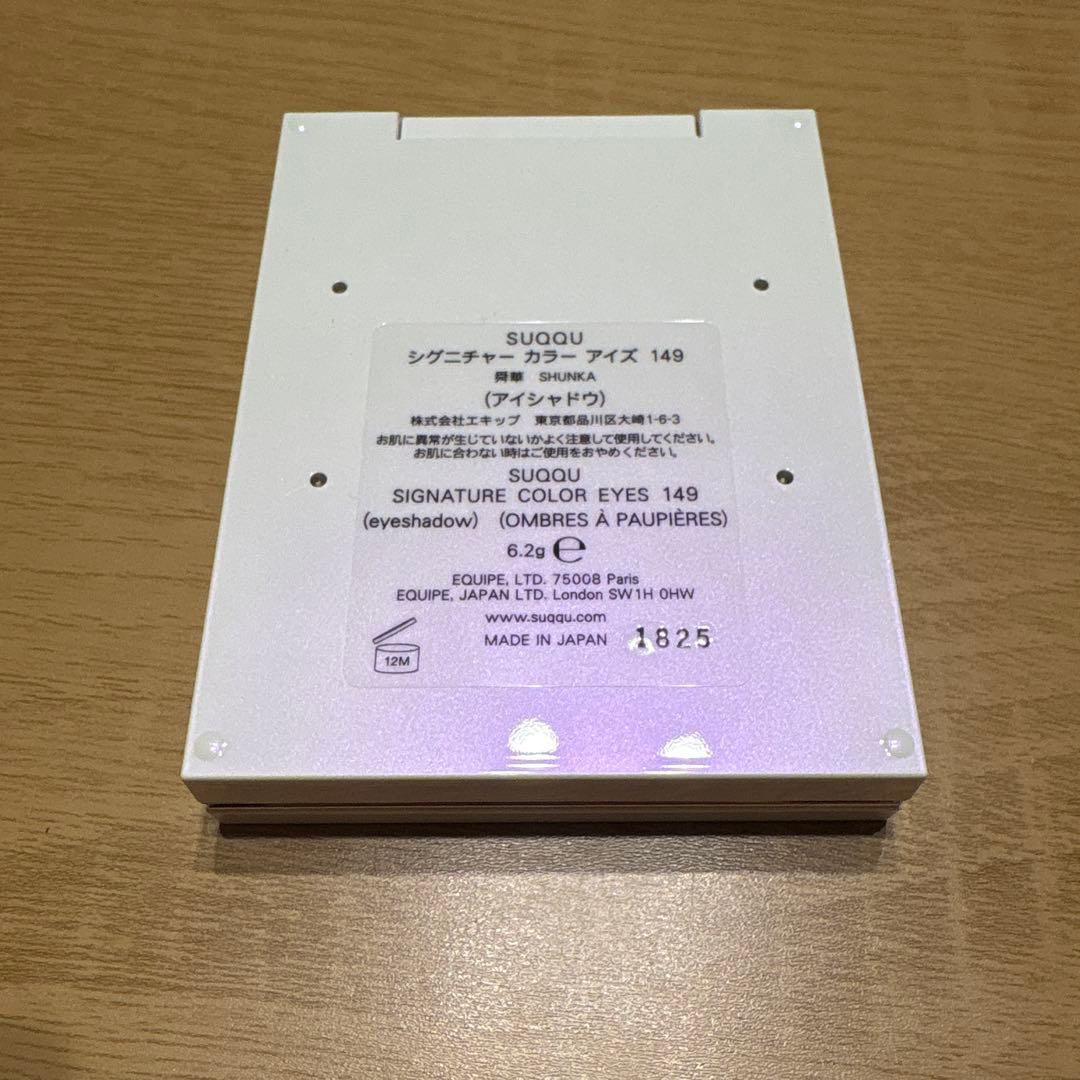 SUQQU
シグニチャー カラー アイズ 149
舜華 SHUNKA
(アイシャドウ)
株式会社エキップ 東京都品川区大崎1-6-3
お肌に異常が生じていないかよく注意して使用してください。
お肌に合わない時はご使用をおやめください。
SUQQU
SIGNATURE COLOR EYES 149
(eyeshadow) (OMBRES À PAUPIÈRES)
6.2g ℮
EQUIPE, LTD. 75008 Paris
EQUIPE, JAPAN LTD. London SW1H 0HW
www.suqqu.com
MADE IN JAPAN 1825
12M